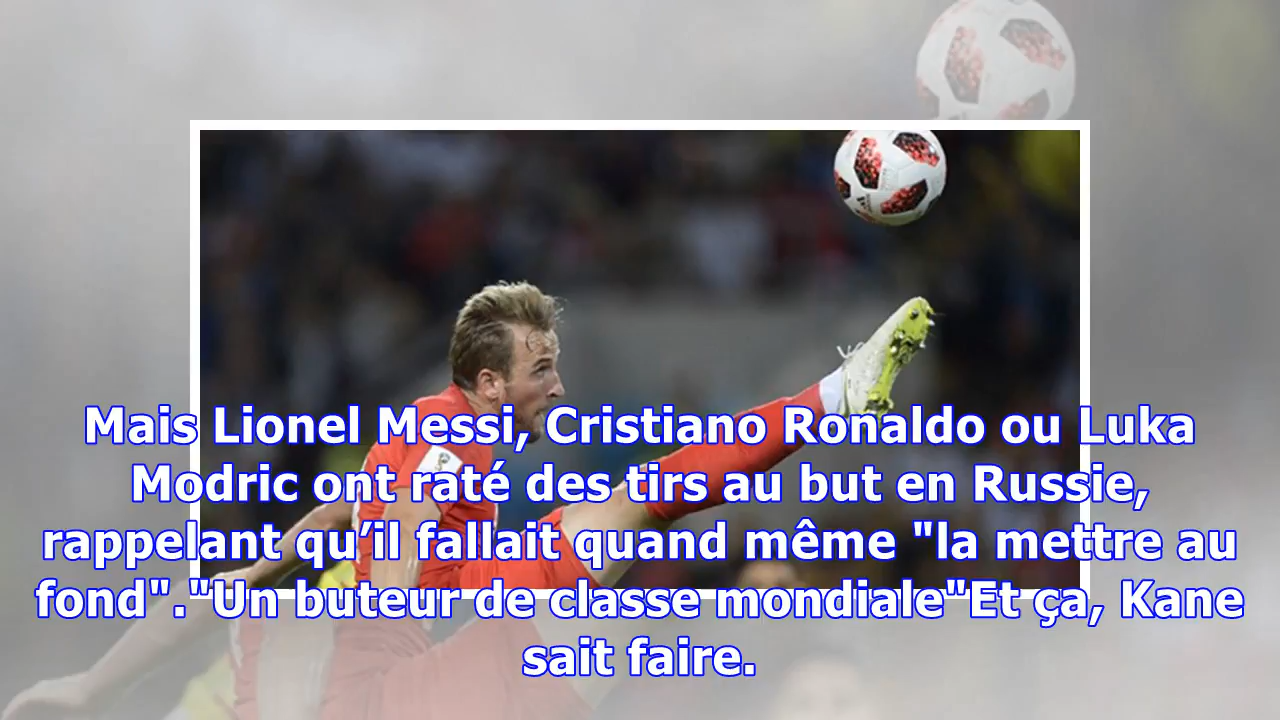 Mais Lionel Messi, Cristiano Ronaldo ou Luka
Modric ont raté des tirs au but en Russie,
rappelant qu’il fallait quand même "la mettre au
fond"."Un buteur de classe mondiale"Et ça, Kane
sait faire.